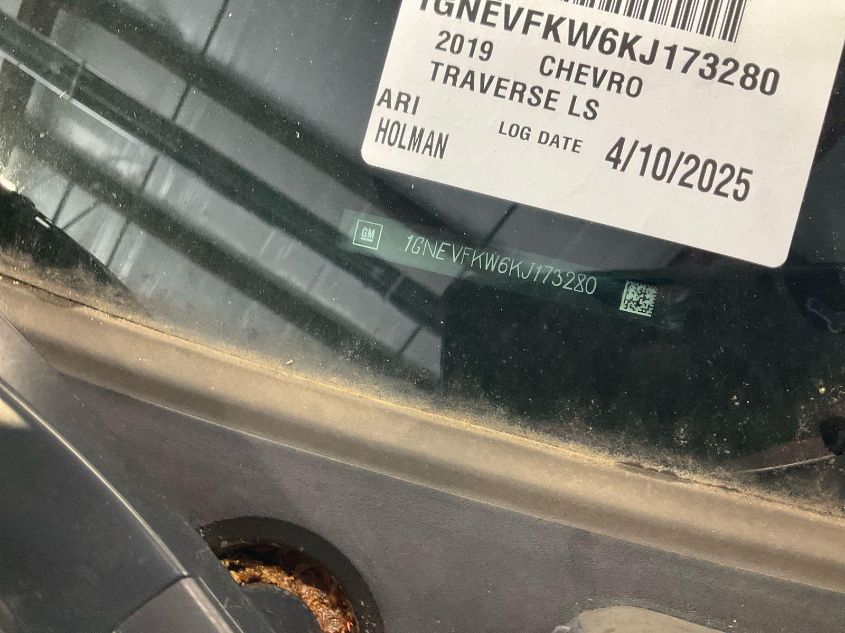 1GNEVFKW6KJ173280
2019 CHEVRO
TRAVERSE LS
ARI
HOLMAN
LOG DATE 4/10/2025
GM 1GNEVFKW6KJ173280